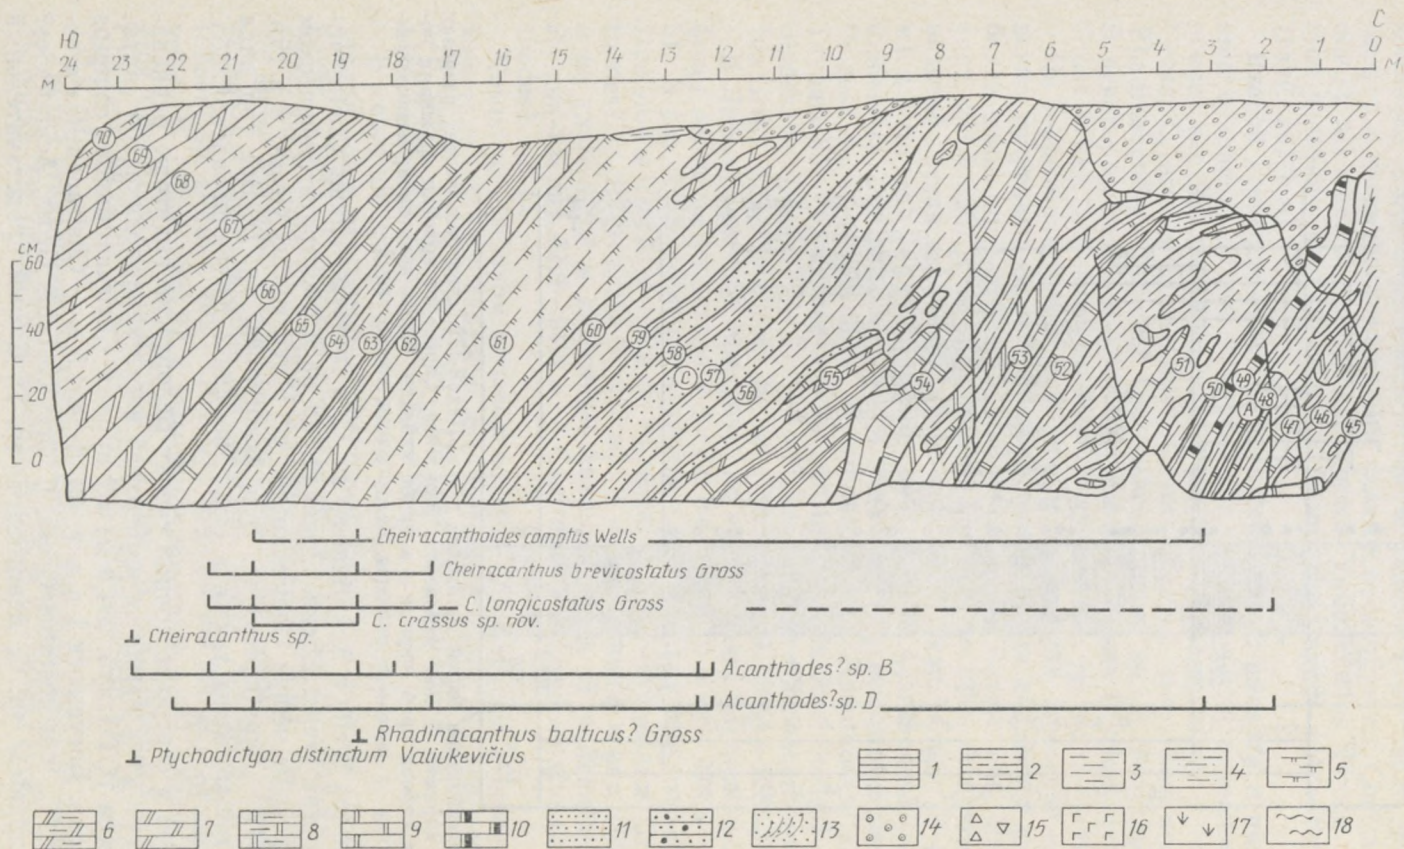 Ю С
24 23 22 21 20 19 18 17 16 15 14 13 12 11 10 9 8 7 6 5 4 3 2 1 0
м м
70
69
68
67
66
65 64 63 62 61 60 59 58 57 56 55 54 53 52 51 50 49 48 47 46 45
С А
см
60
40
20
0
Cheiracanthoides comptus Wells
Cheiracanthus brevicostatus Gross
C. longicostatus Gross
C. crassus sp. nov.
Cheiracanthus sp.
Acanthodes? sp. B
Acanthodes? sp. D
Rhadinacanthus balticus? Gross
Ptychodictyon distinctum Valiukevičius
1 2 3 4 5
6 7 8 9 10 11 12 13 14 15 16 17 18